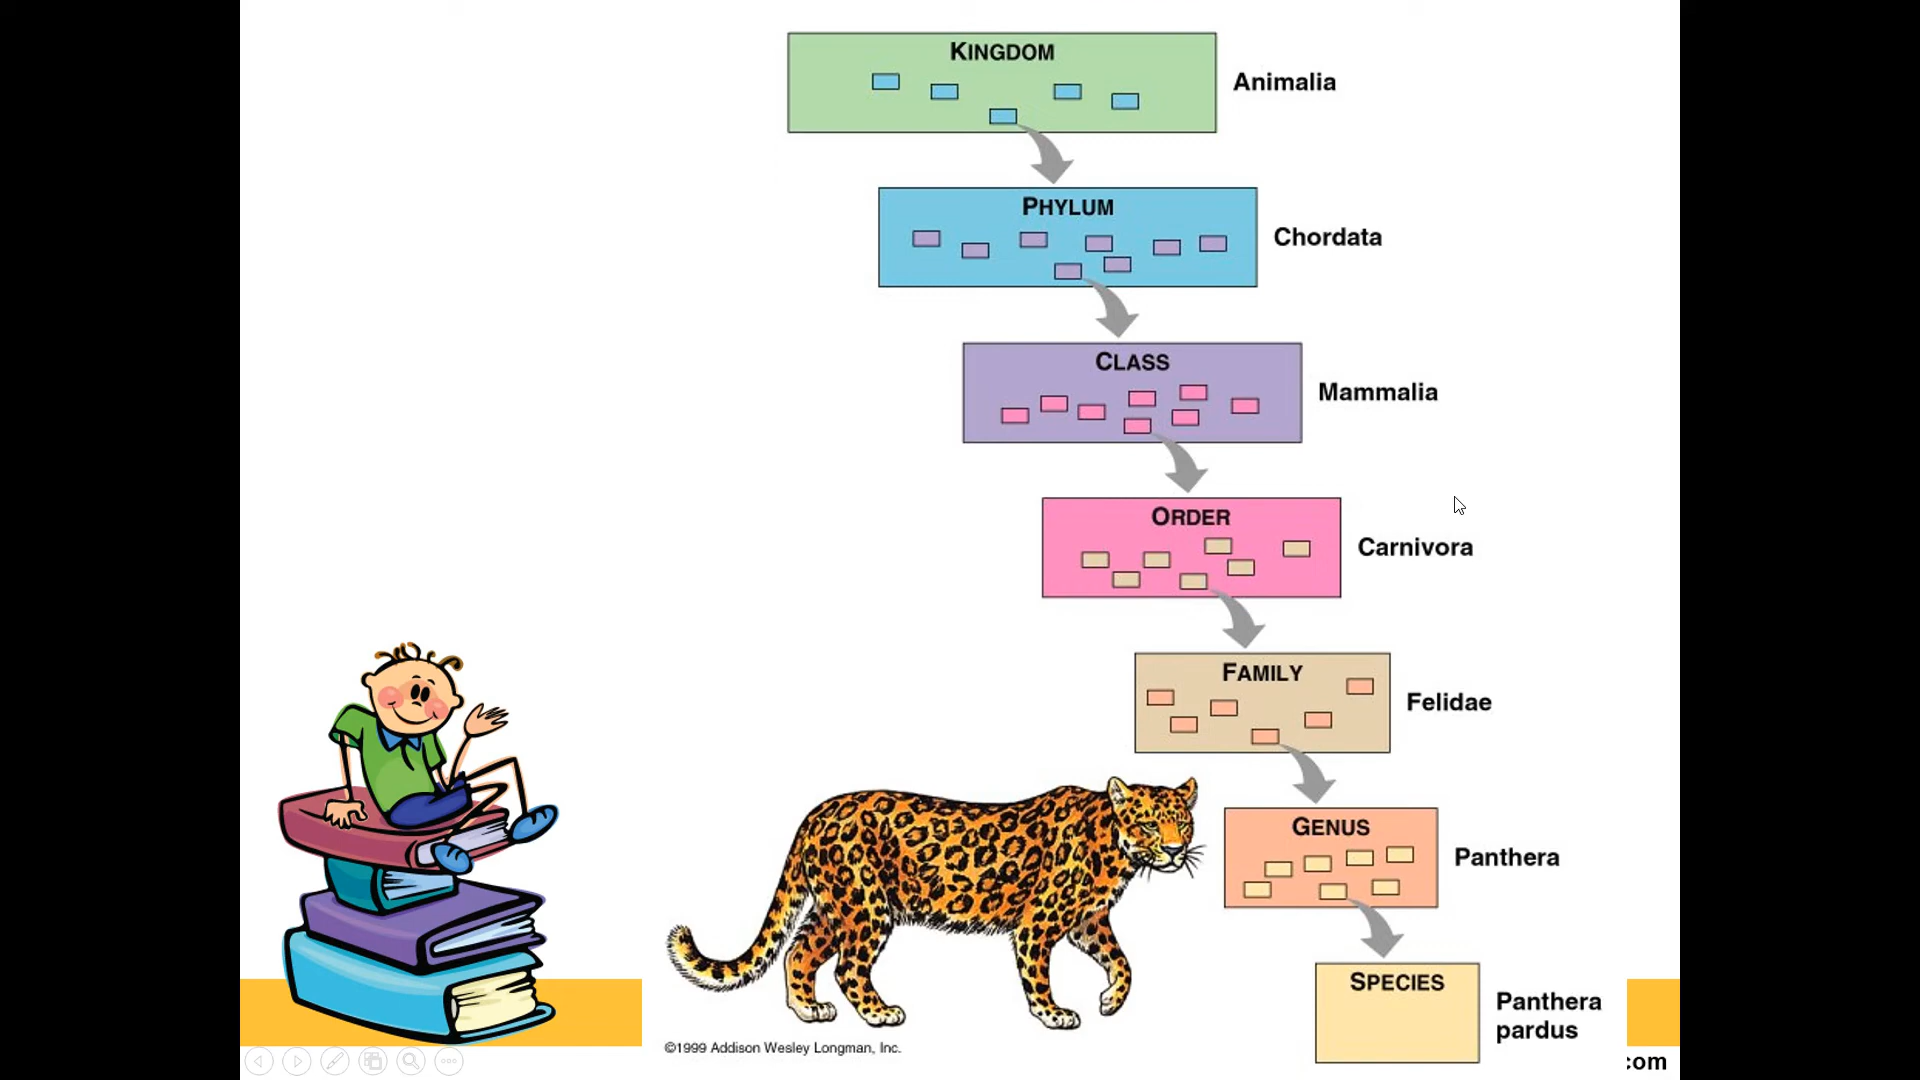 KINGDOM
Animalia
PHYLUM
Chordata
CLASS
Mammalia
ORDER
Carnivora
FAMILY
Felidae
GENUS
Panthera
SPECIES
Panthera
pardus
©1999 Addison Wesley Longman, Inc.
com